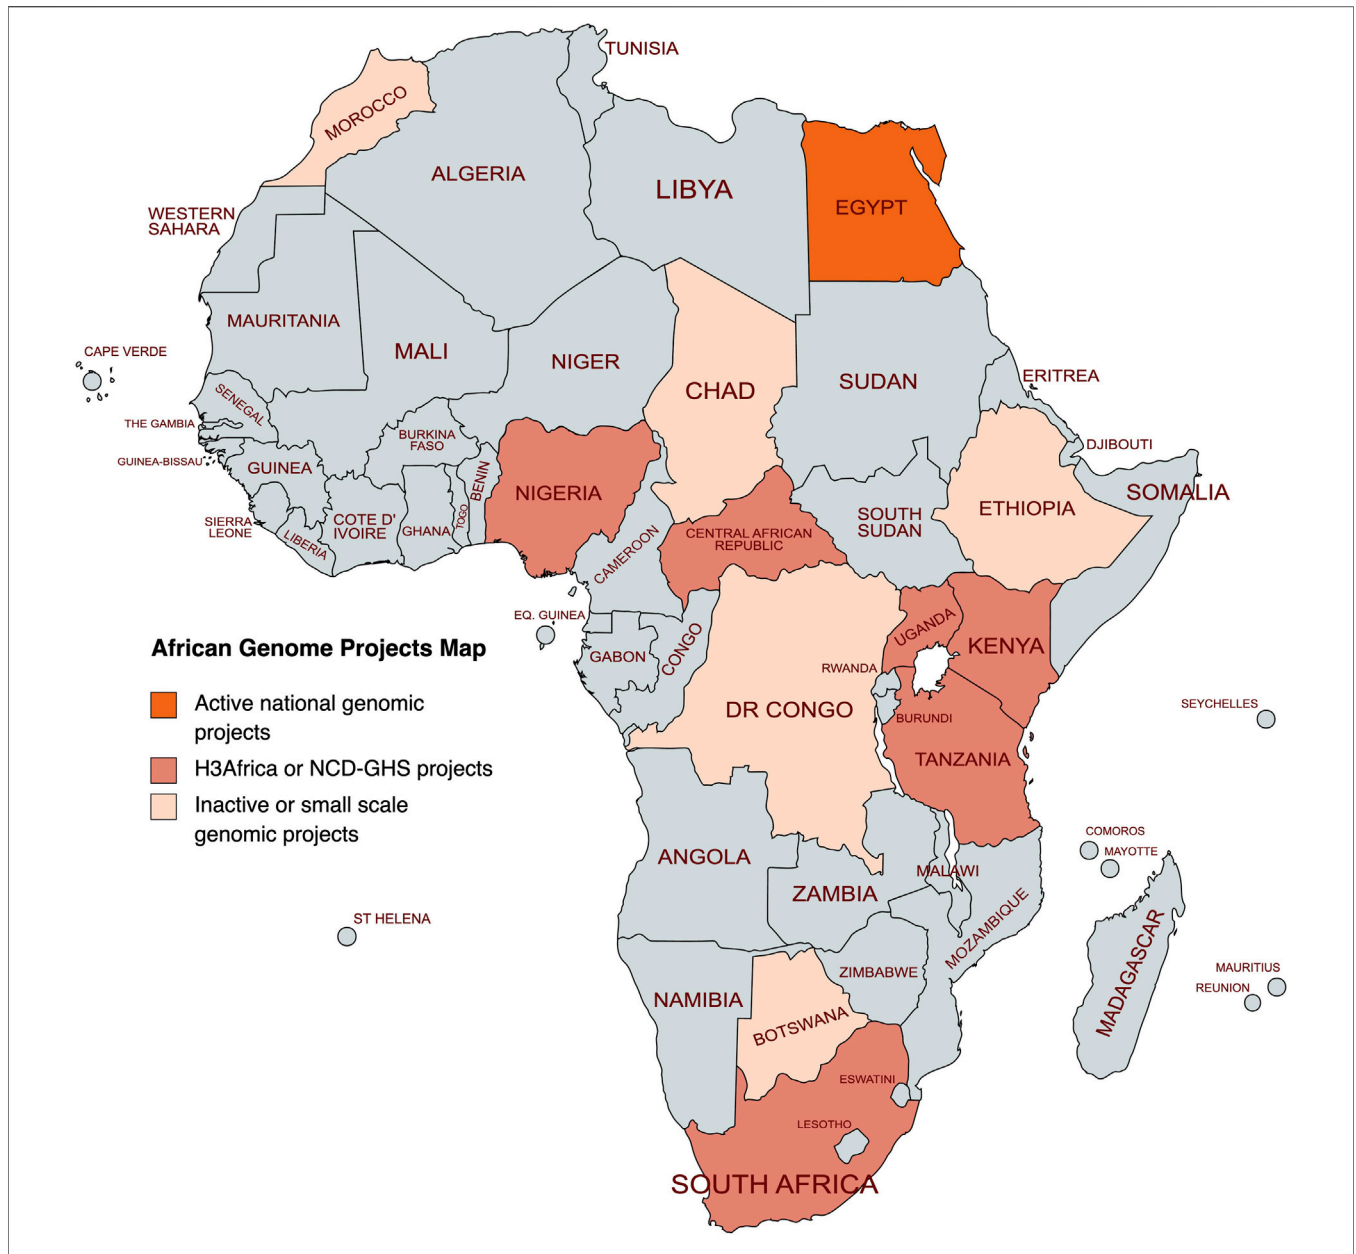 TUNISIA
MOROCCO
ALGERIA
LIBYA
EGYPT
WESTERN
SAHARA
MAURITANIA
MALI
NIGER
CHAD
SUDAN
ERITREA
CAPE VERDE
SENEGAL
THE GAMBIA
GUINEA-BISSAU
GUINEA
BURKINA
FASO
BENIN
NIGERIA
DJIBOUTI
SOMALIA
ETHIOPIA
SOUTH
SUDAN
SIERRA
LEONE
LIBERIA
COTE D'
IVOIRE
GHANA
TOGO
CAMEROON
CENTRAL AFRICAN
REPUBLIC
EQ. GUINEA
GABON
CONGO
UGANDA
KENYA
RWANDA
DR CONGO
BURUNDI
TANZANIA
SEYCHELLES
African Genome Projects Map
Active national genomic
projects
H3Africa or NCD-GHS projects
Inactive or small scale
genomic projects
COMOROS
MAYOTTE
ANGOLA
ZAMBIA
MALAWI
MOZAMBIQUE
ST HELENA
MADAGASCAR
MAURITIUS
REUNION
NAMIBIA
ZIMBABWE
BOTSWANA
ESWATINI
LESOTHO
SOUTH AFRICA